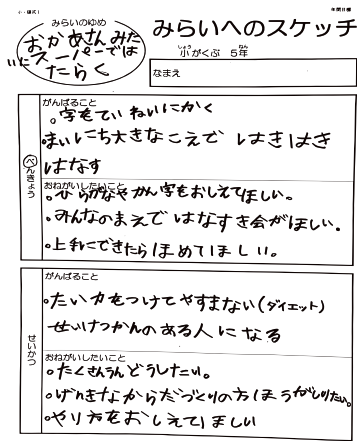 みらいへのスケッチ
小がくぶ 5年
しょう ねん
なまえ
みらいのゆめ
おかあさんみた
いにスーパーでは
たらく
べんきょう
がんばること
。字をていねいにかく
まいにち大きなこえで はきはき
はなす
おねがいしたいこと
・ひらがなやかん字をおしえてほしい。
・みんなのまえで はなすき会がほしい。
・上手にできたらほめてほしい。
せいかつ
がんばること
。たい力をつけてやすまない(ダイエット)
せいけつかんのある人になる
おねがいしたいこと
。たくさんうんどうしたい。
。げんきなからだづくりの方ほうがしりたい。
。やり方をおしえてほしい